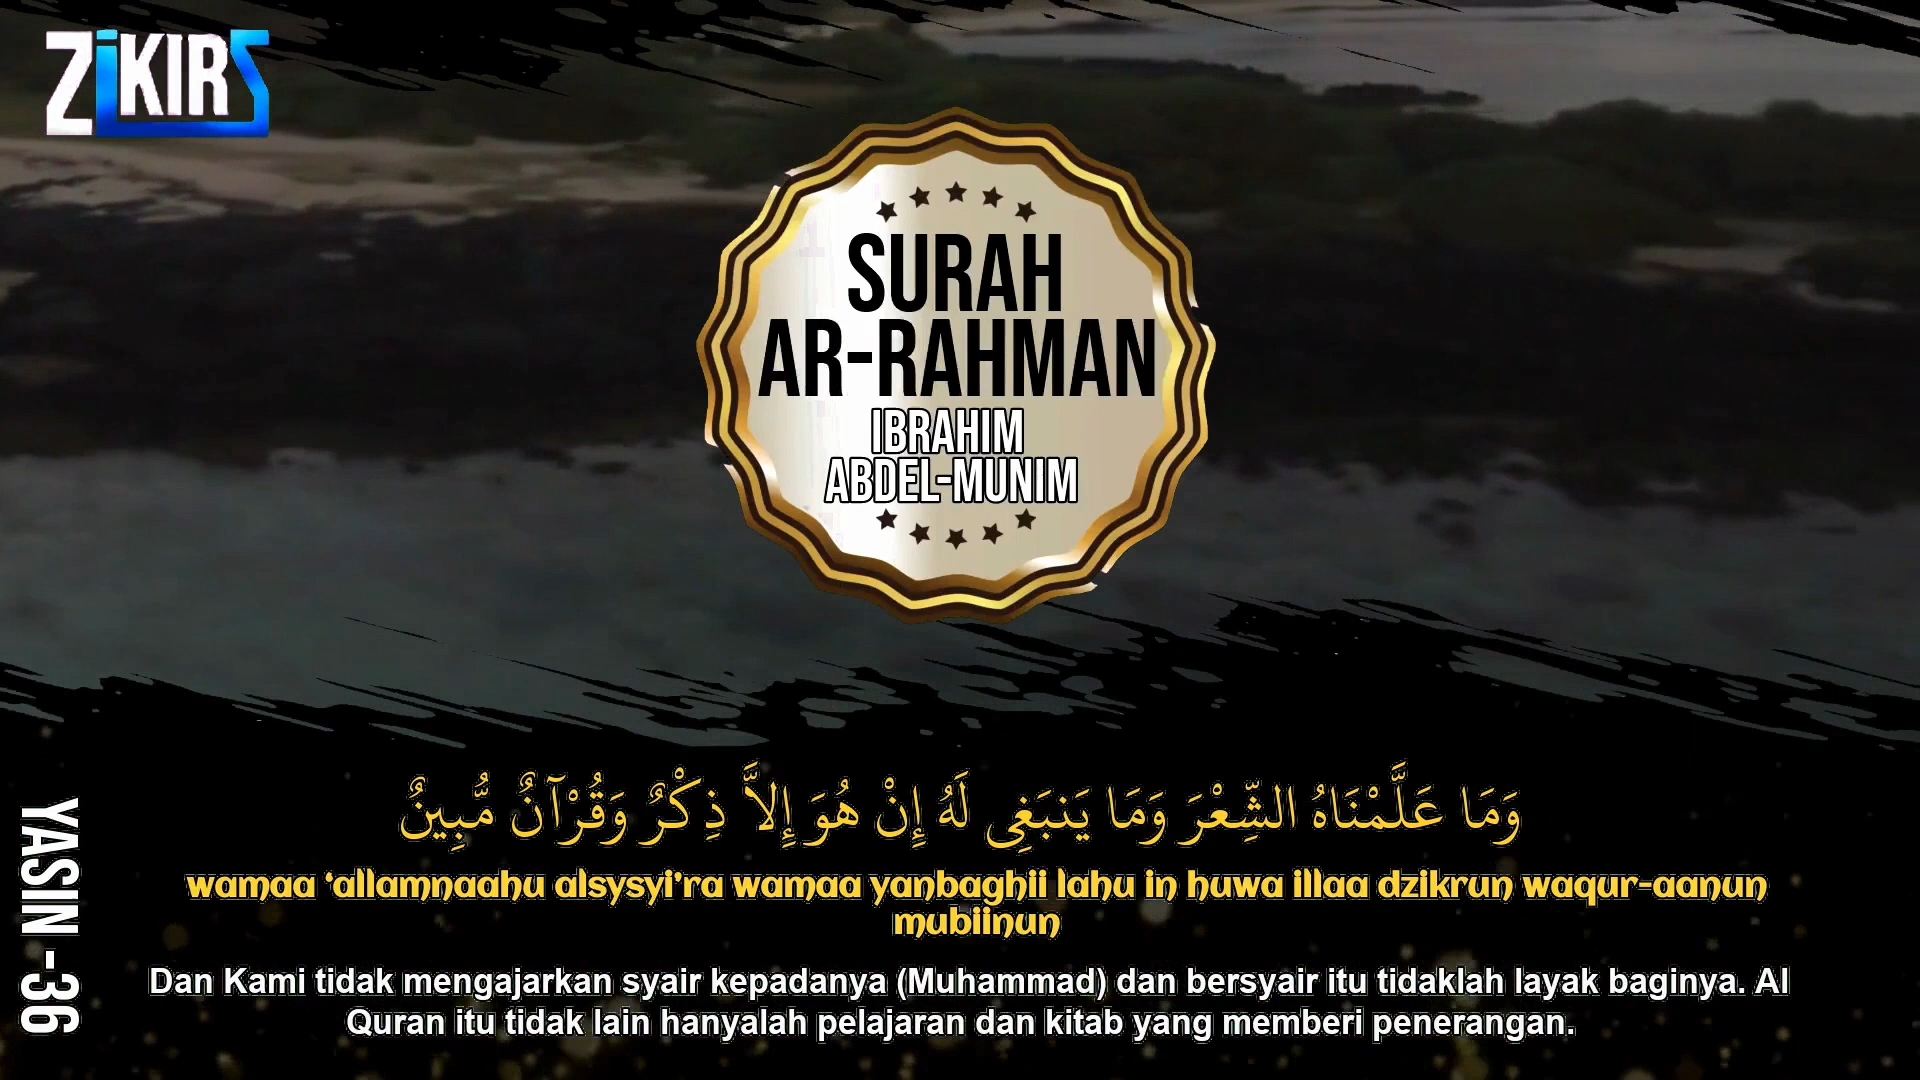 ZIKIRS
SURAH
AR-RAHMAN
IBRAHIM
ABDEL-MUNIM
وَمَا عَلَّمْنَاهُ الشِّعْرَ وَمَا يَنبَغِي لَهُ إِنْ هُوَ إِلاَّ ذِكْرٌ وَقُرْآنٌ مُّبِينٌ
wamaa ‘allamnaahu alsysyi’ra wamaa yanbaghii lahu in huwa illaa dzikrun waqur-aanun
mubiinun
Dan Kami tidak mengajarkan syair kepadanya (Muhammad) dan bersyair itu tidaklah layak baginya. Al
Quran itu tidak lain hanyalah pelajaran dan kitab yang memberi penerangan.
YASIN -36